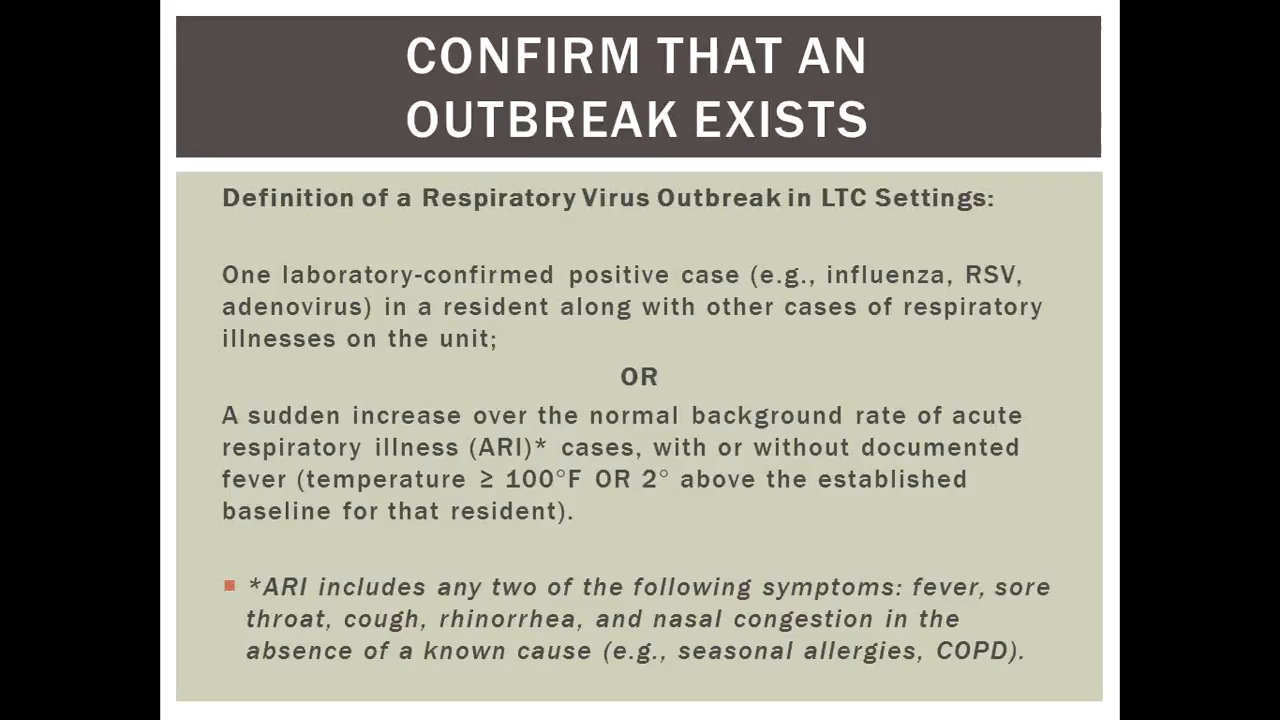 CONFIRM THAT AN
OUTBREAK EXISTS
Definition of a Respiratory Virus Outbreak in LTC Settings:
One laboratory-confirmed positive case (e.g., influenza, RSV,
adenovirus) in a resident along with other cases of respiratory
illnesses on the unit;
OR
A sudden increase over the normal background rate of acute
respiratory illness (ARI)* cases, with or without documented
fever (temperature ≥ 100°F OR 2° above the established
baseline for that resident).
*ARI includes any two of the following symptoms: fever, sore
throat, cough, rhinorrhea, and nasal congestion in the
absence of a known cause (e.g., seasonal allergies, COPD).